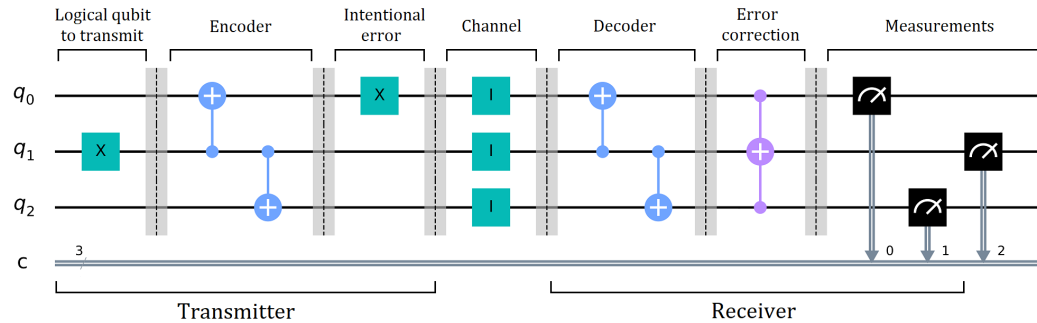 Logical qubit
to transmit
Encoder
Intentional
error
Channel
Decoder
Error
correction
Measurements
q0
X
I
q1
X
I
q2
I
c
3
0
1
2
Transmitter
Receiver